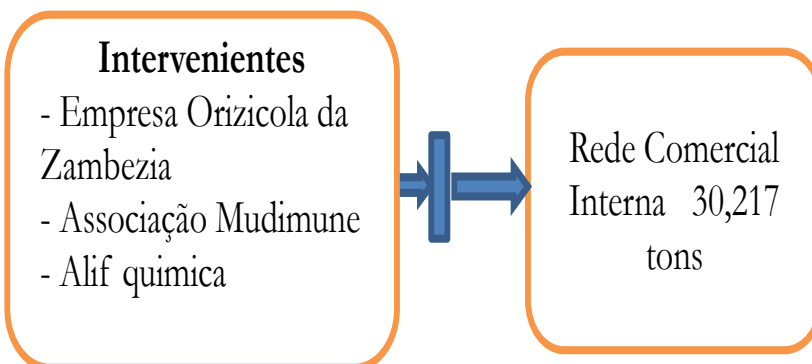 Intervenientes
- Empresa Orizicola da
Zambezia
- Associação Mudimune
- Alif quimica
Rede Comercial
Interna 30,217
tons